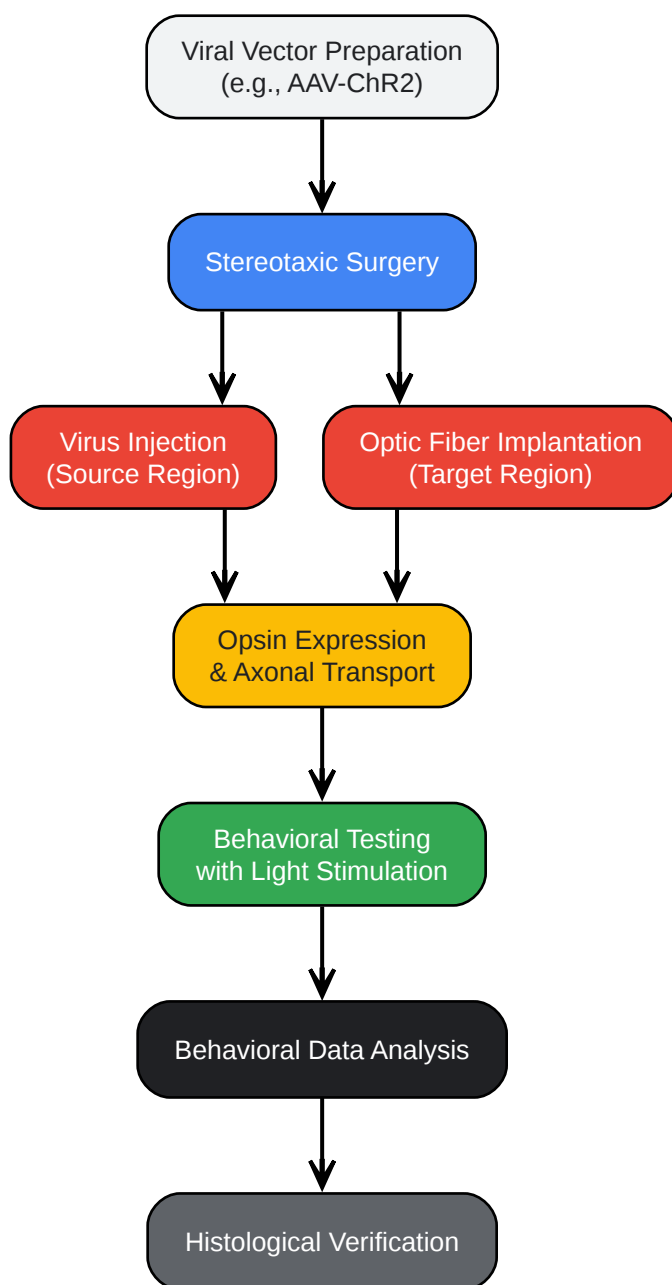 Viral Vector Preparation
(e.g., AAV-ChR2)
Stereotaxic Surgery
Virus Injection
(Source Region)
Optic Fiber Implantation
(Target Region)
Opsin Expression
& Axonal Transport
Behavioral Testing
with Light Stimulation
Behavioral Data Analysis
Histological Verification